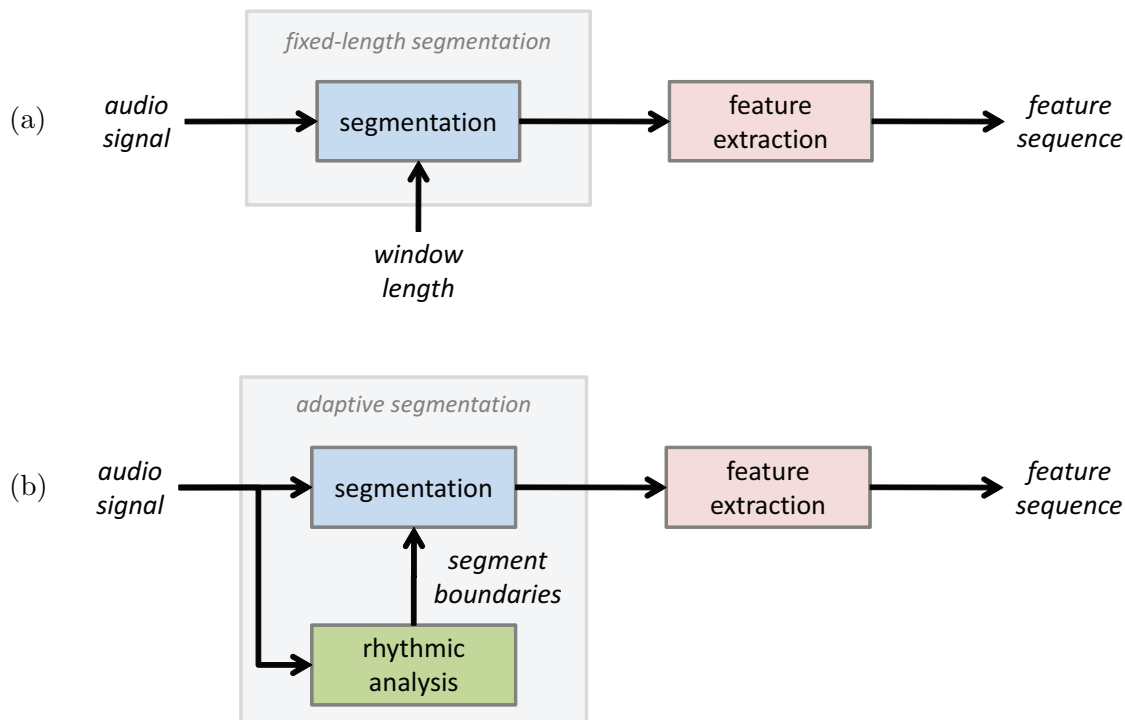 fixed-length segmentation
(a)
audio
signal
segmentation
feature
extraction
feature
sequence
window
length
adaptive segmentation
(b)
audio
signal
segmentation
feature
extraction
feature
sequence
segment
boundaries
rhythmic
analysis